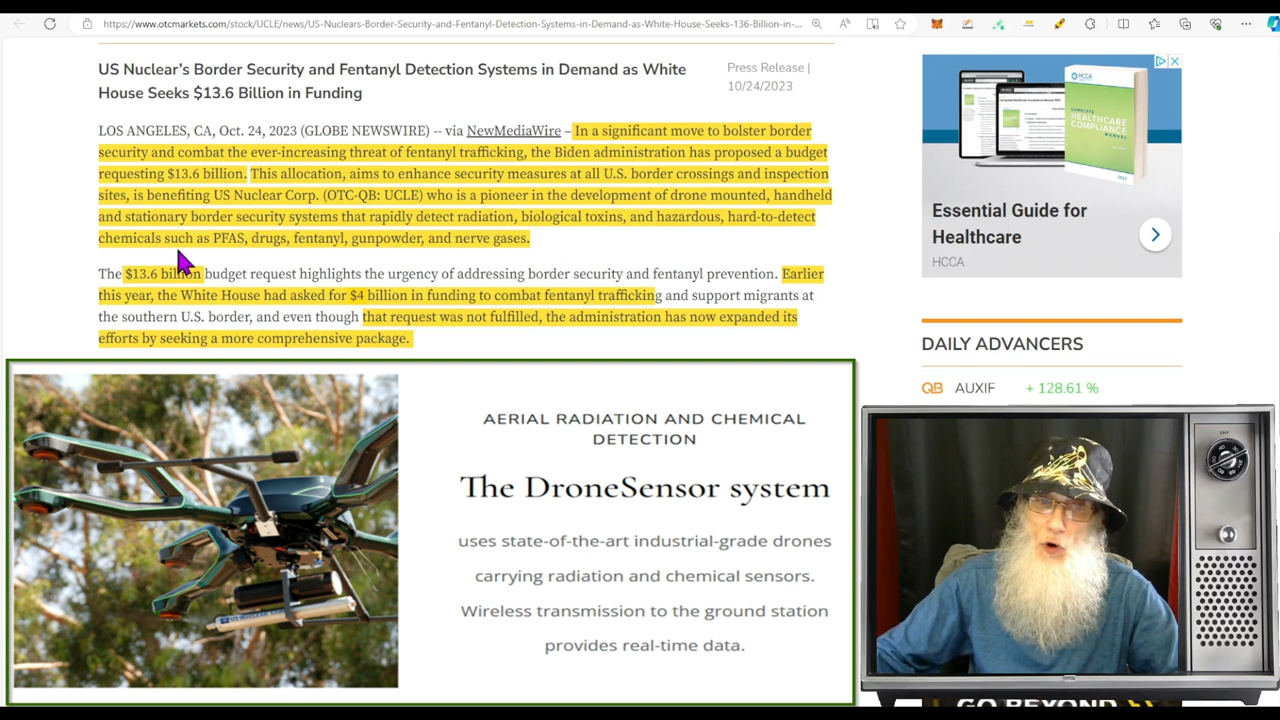 https://www.otcmarkets.com/stock/UCLE/news/US-Nuclears-Border-Security-and-Fentanyl-Detection-Systems-in-Demand-as-White-House-Seeks-136-Billion-in-...
US Nuclear's Border Security and Fentanyl Detection Systems in Demand as White
House Seeks $13.6 Billion in Funding
Press Release |
10/24/2023
LOS ANGELES, CA, Oct. 24, 2023 (GLOBE NEWSWIRE) -- via NewMediaWire – In a significant move to bolster border
security and combat the ever-increasing fentanyl trafficking, the Biden administration has proposed a budget
requesting $13.6 billion. This allocation, aims to enhance security measures at all U.S. border crossings and inspection
sites, is benefiting US Nuclear Corp. (OTC-QB: UCLE) who is a pioneer in the development of drone mounted, handheld
and stationary border security systems that rapidly detect radiation, biological toxins, and hazardous, hard-to-detect
chemicals such as PFAS, drugs, fentanyl, gunpowder, and nerve gases.
The $13.6 billion budget request highlights the urgency of addressing border security and fentanyl prevention. Earlier
this year, the White House had asked for $4 billion in funding to combat fentanyl trafficking and support migrants at
the southern U.S. border, and even though that request was not fulfilled, the administration has now expanded its
efforts by seeking a more comprehensive package.
Essential Guide for
Healthcare
HCCA
DAILY ADVANCERS
QB AUXIF + 128.61 %
AERIAL RADIATION AND CHEMICAL
DETECTION
The DroneSensor system
uses state-of-the-art industrial-grade drones
carrying radiation and chemical sensors.
Wireless transmission to the ground station
provides real-time data.
GO BEYOND